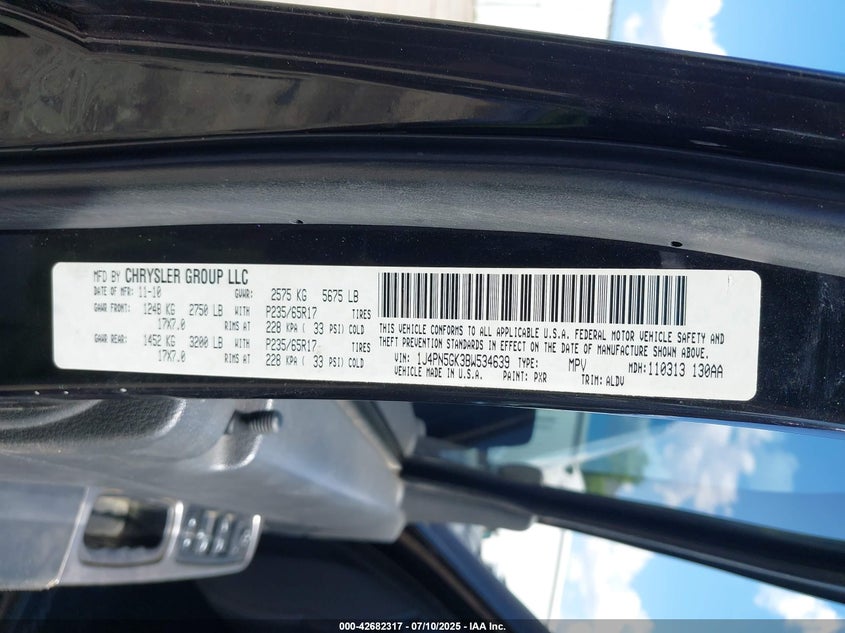 MFD BY CHRYSLER GROUP LLC
DATE OF MFR: 11-10 GVWR: 2575 KG 5675 LB
GAWR FRONT: 1248 KG 2750 LB WITH P235/65R17 TIRES
17X7.0 RIMS AT 228 KPA ( 33 PSI) COLD
GAWR REAR: 1452 KG 3200 LB WITH P235/65R17 TIRES
17X7.0 RIMS AT 228 KPA ( 33 PSI) COLD
THIS VEHICLE CONFORMS TO ALL APPLICABLE U.S.A. FEDERAL MOTOR VEHICLE SAFETY AND
THEFT PREVENTION STANDARDS IN EFFECT ON THE DATE OF MANUFACTURE SHOWN ABOVE.
VIN: 1J4PN5GK3BW534639 TYPE: MPV MDH: 110313 130AA
VEHICLE MADE IN U.S.A. PAINT: PXR TRIM: ALDV
000-42682317 - 07/10/2025 - IAA Inc.